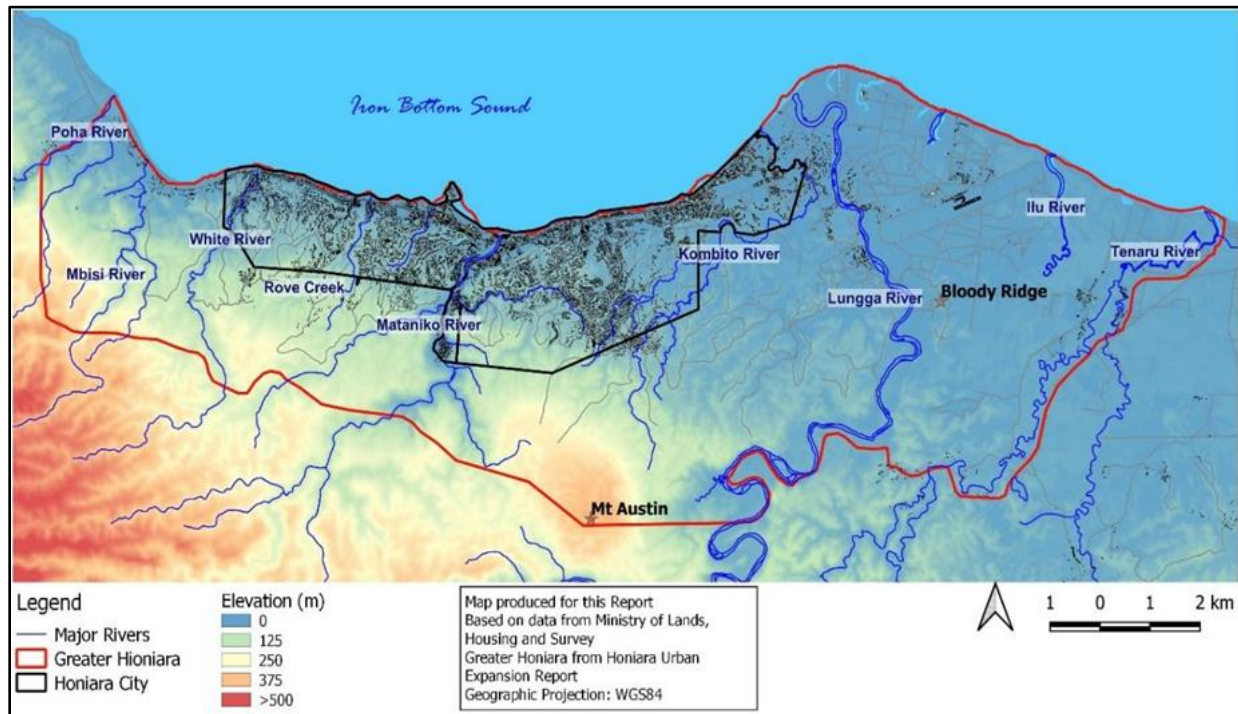 Iron Bottom Sound
Poha River
White River
Mbisi River
Rove Creek
Mataniko River
Kombito River
Lungga River
Bloody Ridge
Ilu River
Tenaru River
Mt Austin
Legend
Major Rivers
Greater Hioniara
Honiara City
Elevation (m)
0
125
250
375
>500
Map produced for this Report
Based on data from Ministry of Lands,
Housing and Survey
Greater Honiara from Honiara Urban
Expansion Report
Geographic Projection: WGS84
1 0 1 2 km